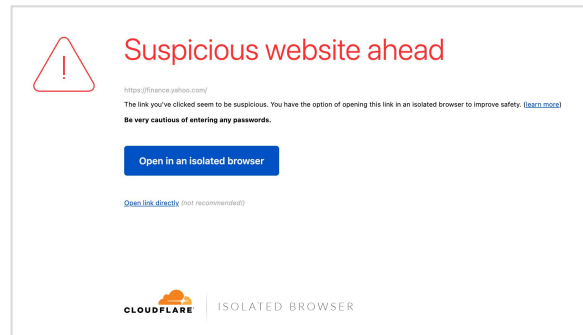 Suspicious website ahead
https://finance.yahoo.com/
The link you've clicked seem to be suspicious. You have the option of opening this link in an isolated browser to improve safety. (learn more)
Be very cautious of entering any passwords.
Open in an isolated browser
Open link directly (not recommended!)
CLOUDFLARE
ISOLATED BROWSER